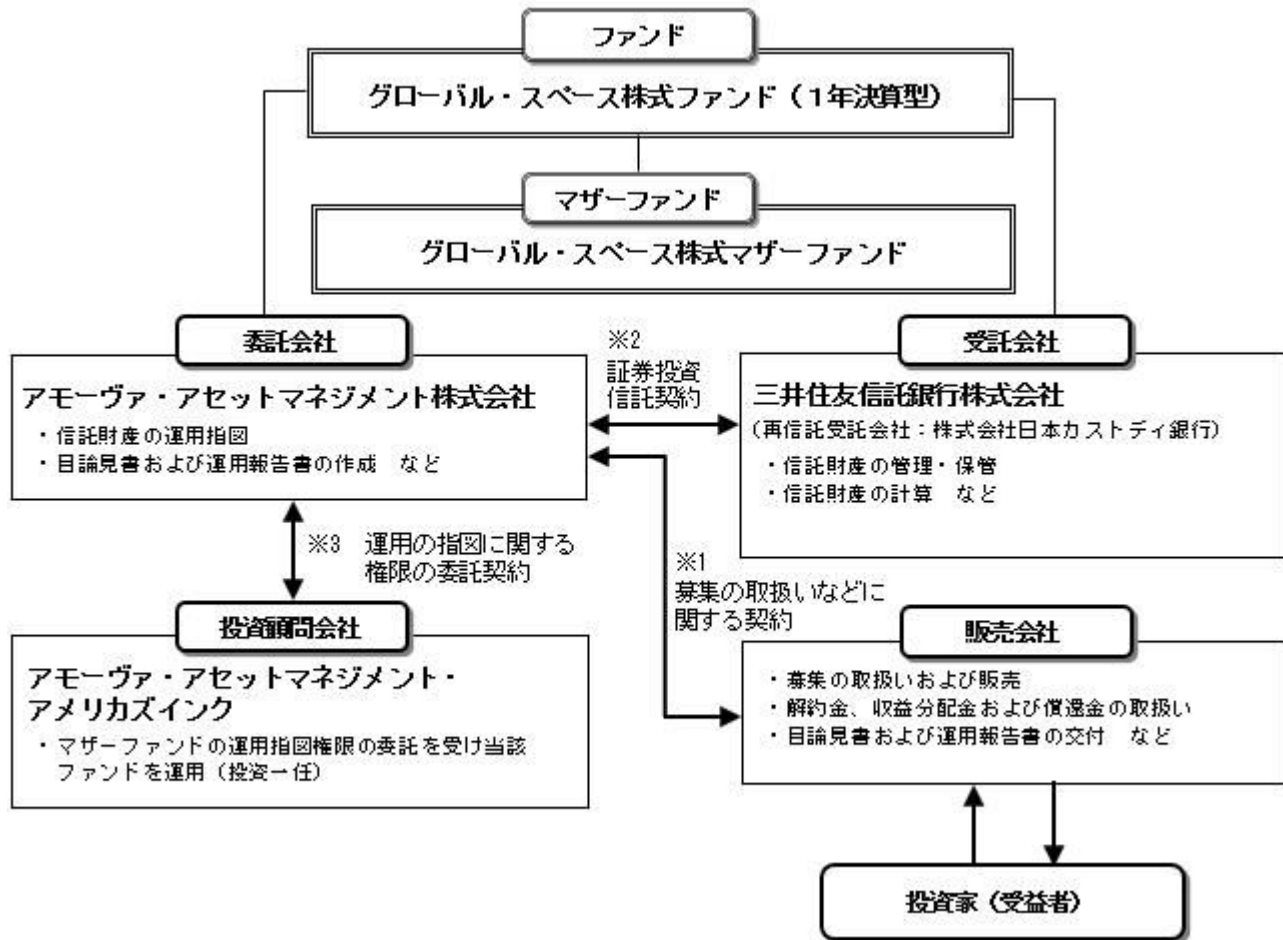 ファンド
グローバル・スペース株式ファンド（１年決算型）
マザーファンド
グローバル・スペース株式マザーファンド
委託会社
アモーヴァ・アセットマネジメント株式会社
・信託財産の運用指図
・目論見書および運用報告書の作成　など
※2
証券投資
信託契約
受託会社
三井住友信託銀行株式会社
（再信託受託会社：株式会社日本カストディ銀行）
・信託財産の管理・保管
・信託財産の計算　など
※3　運用の指図に関する
権限の委託契約
※1
募集の取扱いなどに
関する契約
投資顧問会社
アモーヴァ・アセットマネジメント・
アメリカズインク
・マザーファンドの運用指図権限の委託を受け当該
ファンドを運用（投資一任）
販売会社
・募集の取扱いおよび販売
・解約金、収益分配金および償還金の取扱い
・目論見書および運用報告書の交付　など
投資家（受益者）